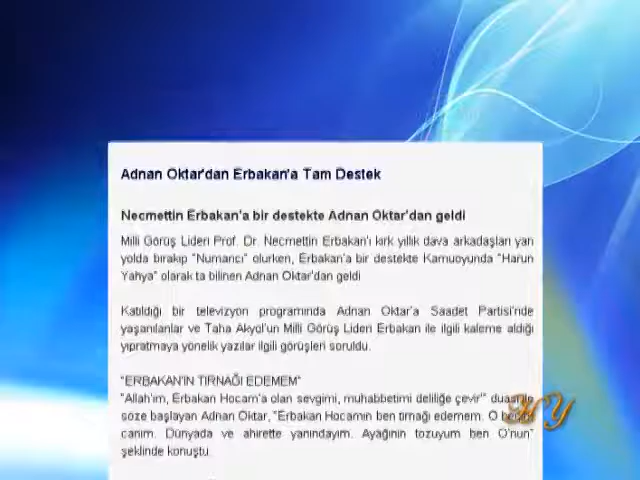 Adnan Oktar'dan Erbakan'a Tam Destek
Necmettin Erbakan'a bir destekte Adnan Oktar'dan geldi
Milli Görüş Lideri Prof. Dr. Necmettin Erbakan'ı kırk yıllık dava arkadaşları yarı
yolda bırakıp "Numancı" olurken, Erbakan'a bir destekte Kamuoyunda "Harun
Yahya" olarak ta bilinen Adnan Oktar'dan geldi
Katıldığı bir televizyon programında Adnan Oktar'a Saadet Partisi'nde
yaşanılanlar ve Taha Akyol'un Milli Görüş Lideri Erbakan ile ilgili kaleme aldığı
yıpratmaya yönelik yazılar ilgili görüşleri soruldu.
"ERBAKAN'IN TIRNAĞI EDEMEM"
"Allah'ım, Erbakan Hocam'a olan sevgimi, muhabbetimi deliliğe çevir" duasıyle
söze başlayan Adnan Oktar, "Erbakan Hocamın ben tırnağı edemem. O benim
canım. Dünyada ve ahirette yanındayım. Ayağının tozuyum ben O'nun"
şeklinde konuştu.
HY